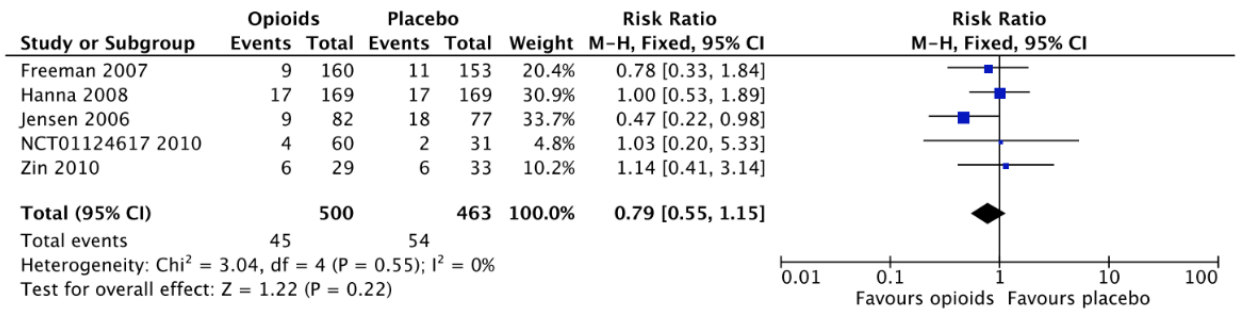 Opioids Placebo Risk Ratio Risk Ratio
Study or Subgroup Events Total Events Total Weight M-H, Fixed, 95% CI M-H, Fixed, 95% CI
Freeman 2007 9 160 11 153 20.4% 0.78 [0.33, 1.84]
Hanna 2008 17 169 17 169 30.9% 1.00 [0.53, 1.89]
Jensen 2006 9 82 18 77 33.7% 0.47 [0.22, 0.98]
NCT01124617 2010 4 60 2 31 4.8% 1.03 [0.20, 5.33]
Zin 2010 6 29 6 33 10.2% 1.14 [0.41, 3.14]
Total (95% CI) 500 463 100.0% 0.79 [0.55, 1.15]
Total events 45 54
Heterogeneity: Chi² = 3.04, df = 4 (P = 0.55); I² = 0%
Test for overall effect: Z = 1.22 (P = 0.22)
0.01 0.1 1 10 100
Favours opioids Favours placebo